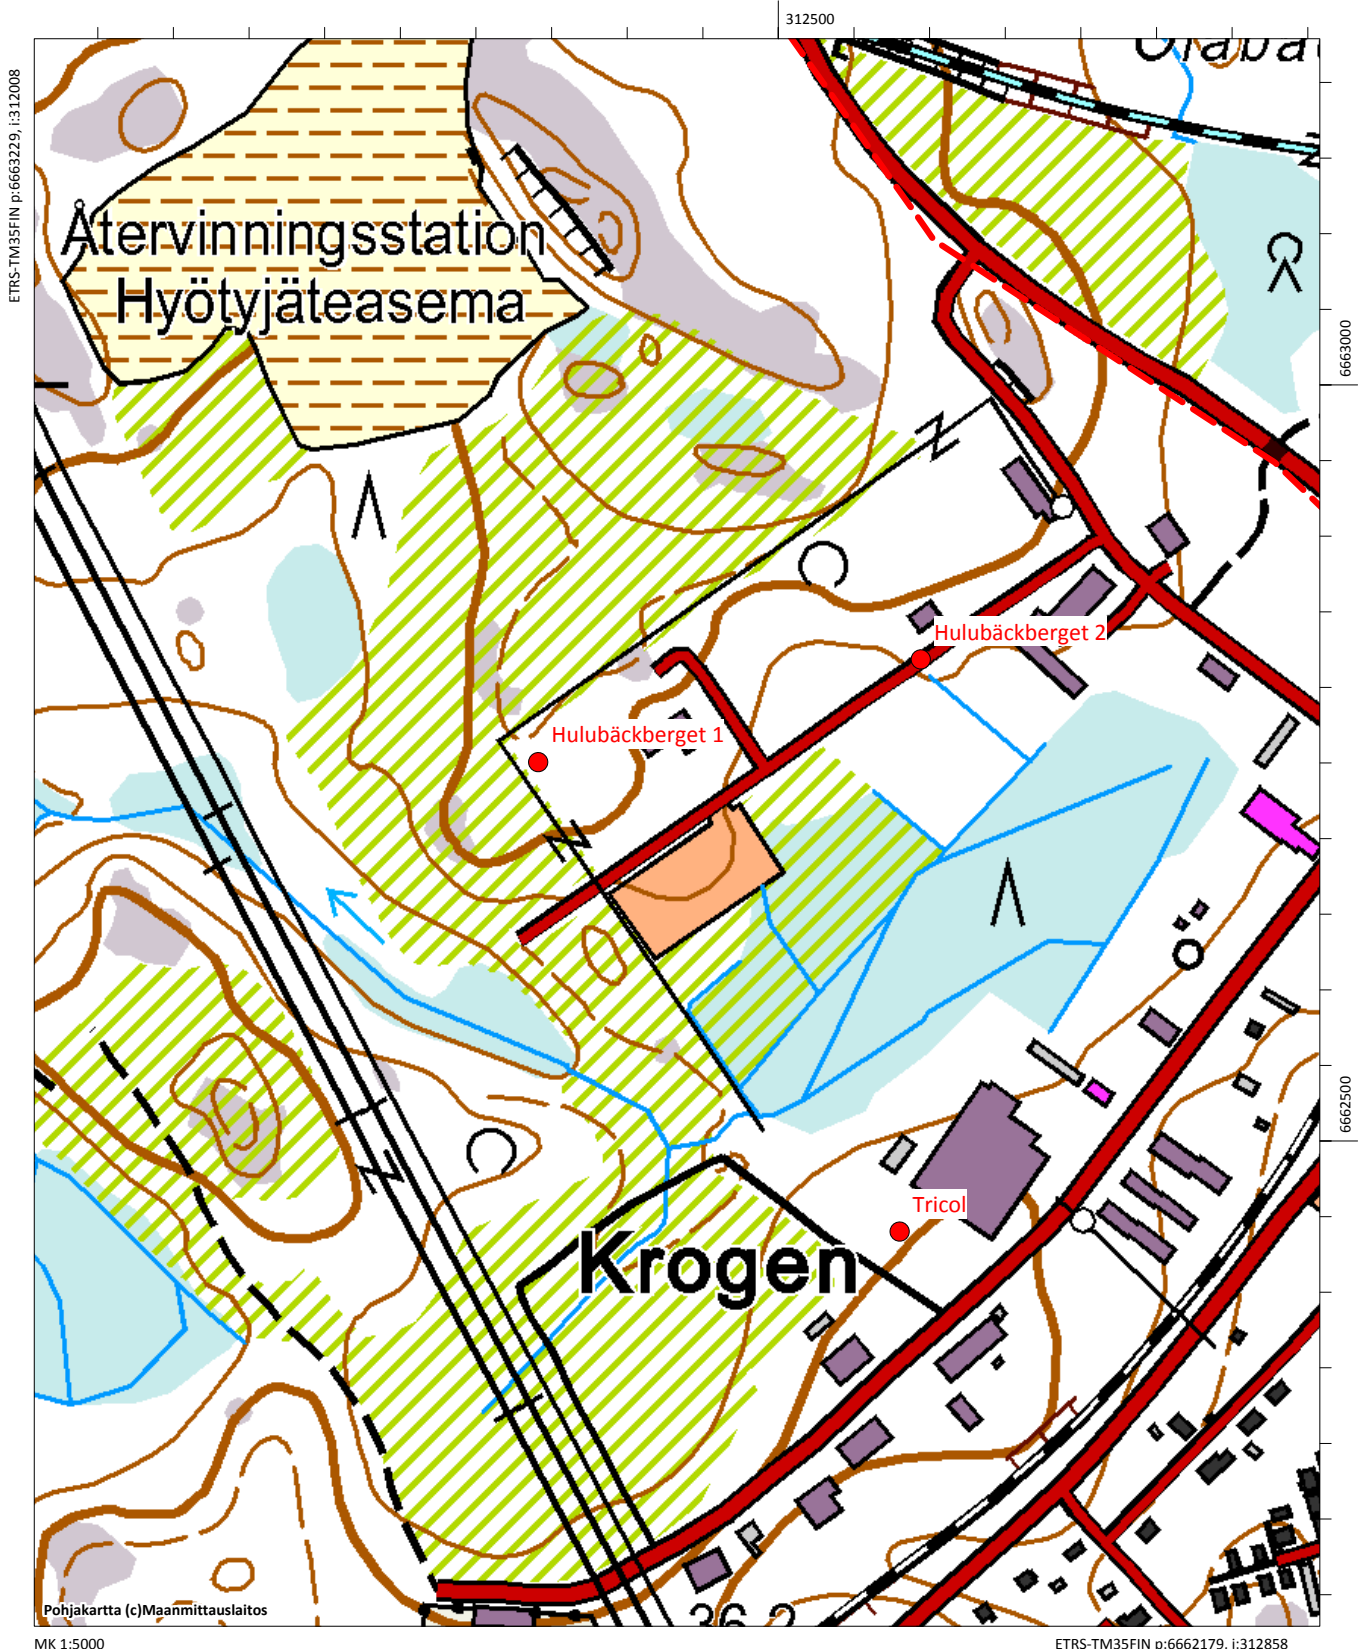 312500
ETRS-TM35FIN p:6663229, i:312008
Återvinningsstation
Hyötyjäteasema
6663000
Hulubäckberget 2
Hulubäckberget 1
6662500
Tricol
Krogen
Pohjakartta (c)Maanmittauslaitos
MK 1:5000
ETRS-TM35FIN p:6662179, i:312858